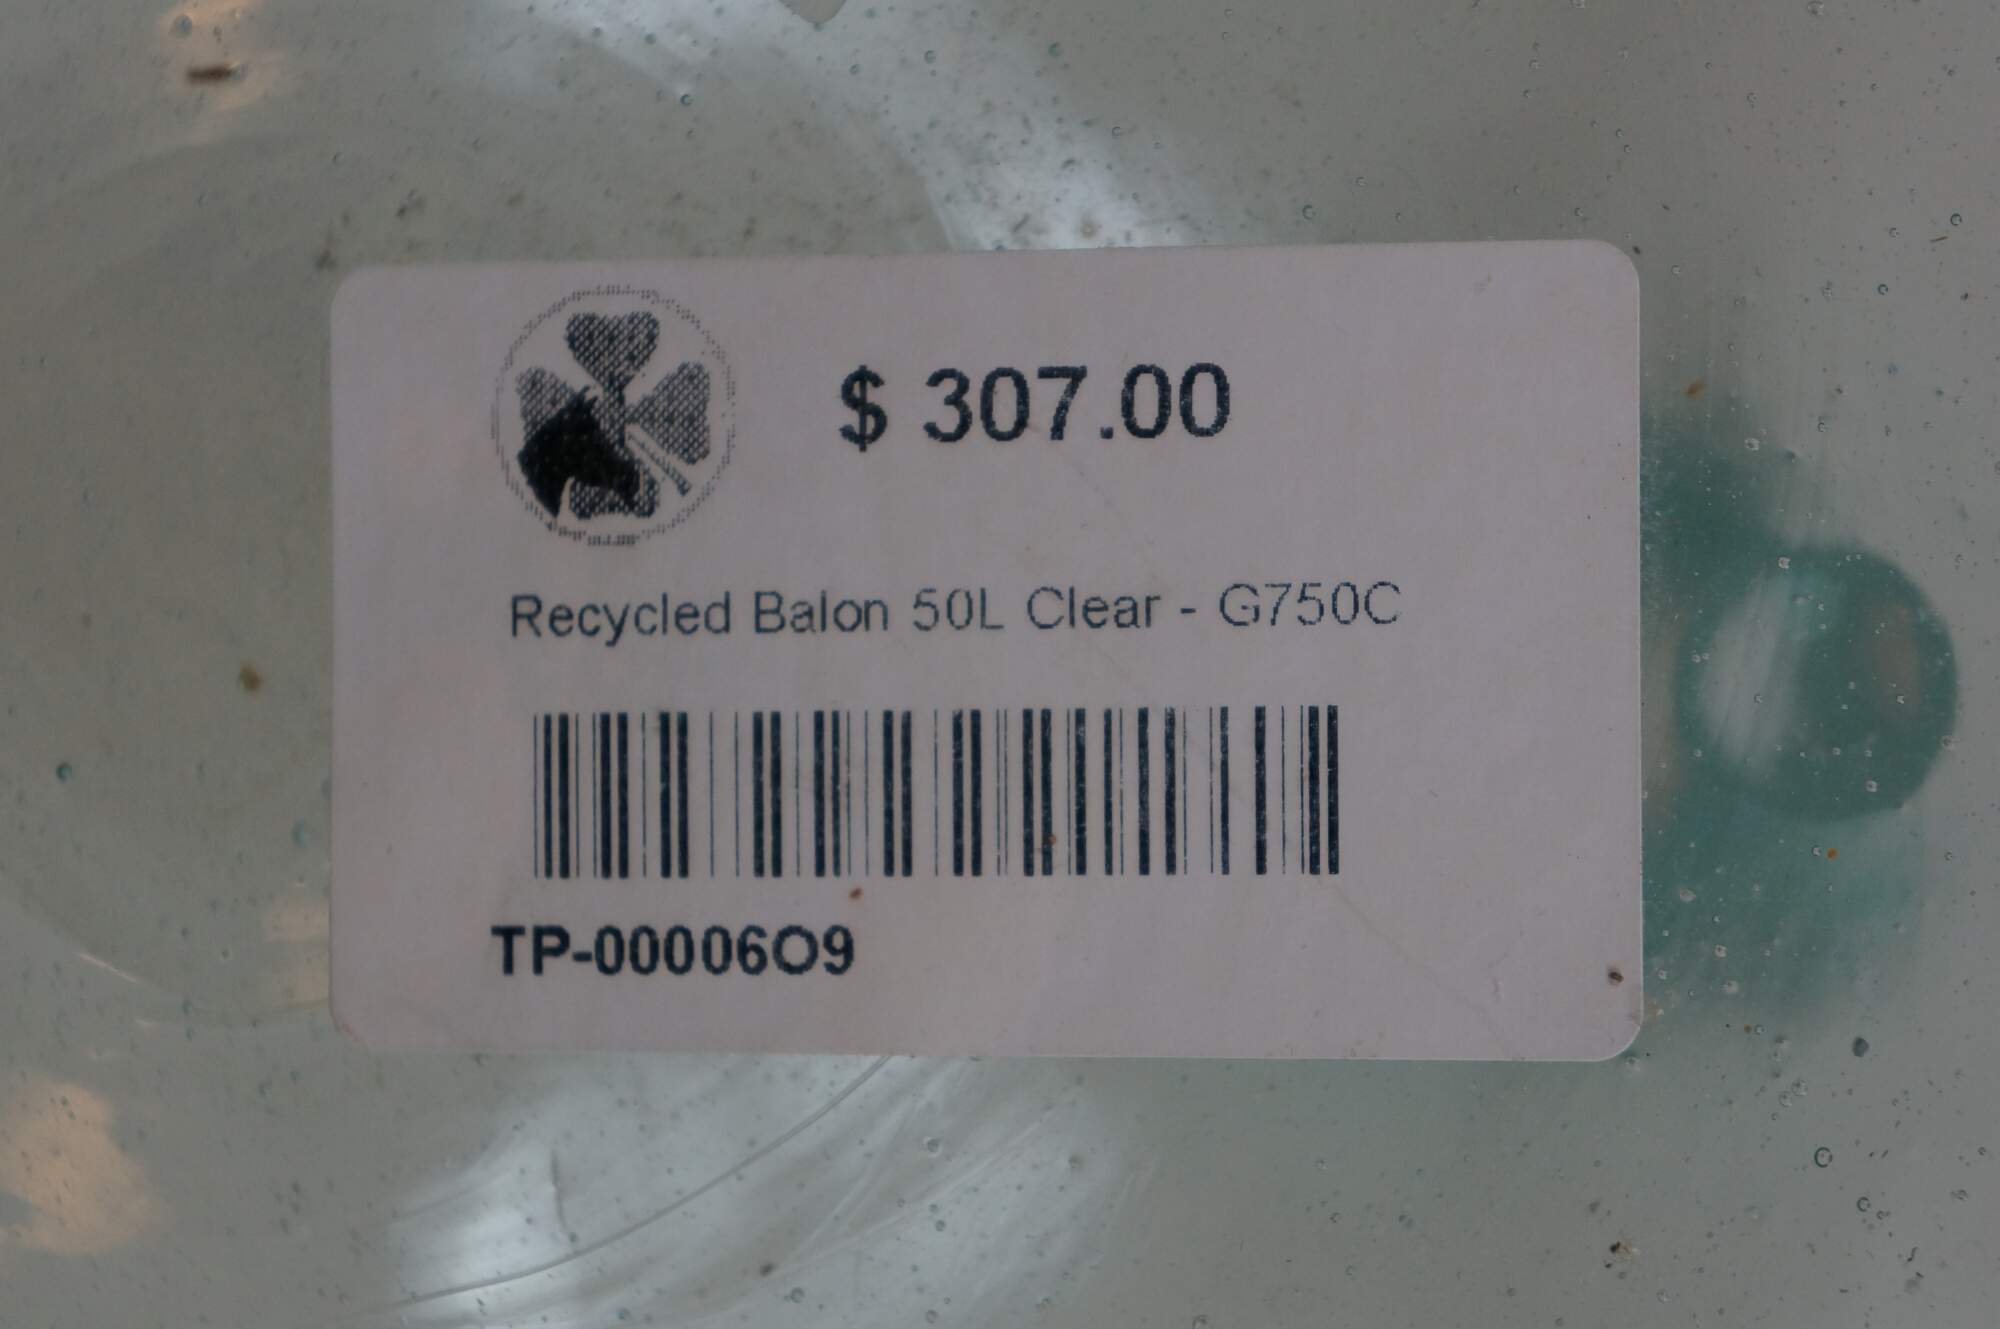 $ 307.00
Recycled Balon 50L Clear - G750C
TP-00006O9